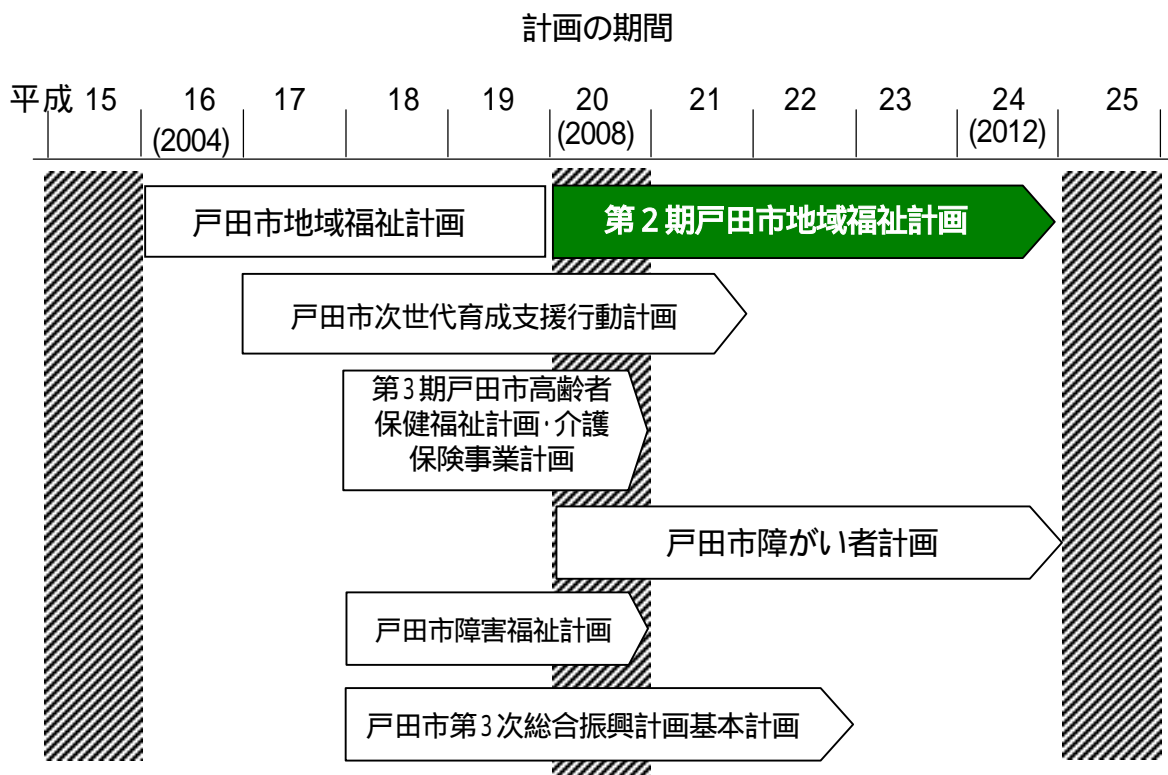 計画の期間
平成 15 16 17 18 19 20 21 22 23 24 25
(2004) (2008) (2012)
戸田市地域福祉計画
第2期戸田市地域福祉計画
戸田市次世代育成支援行動計画
第3期戸田市高齢者
保健福祉計画・介護
保険事業計画
戸田市障がい者計画
戸田市障害福祉計画
戸田市第3次総合振興計画基本計画